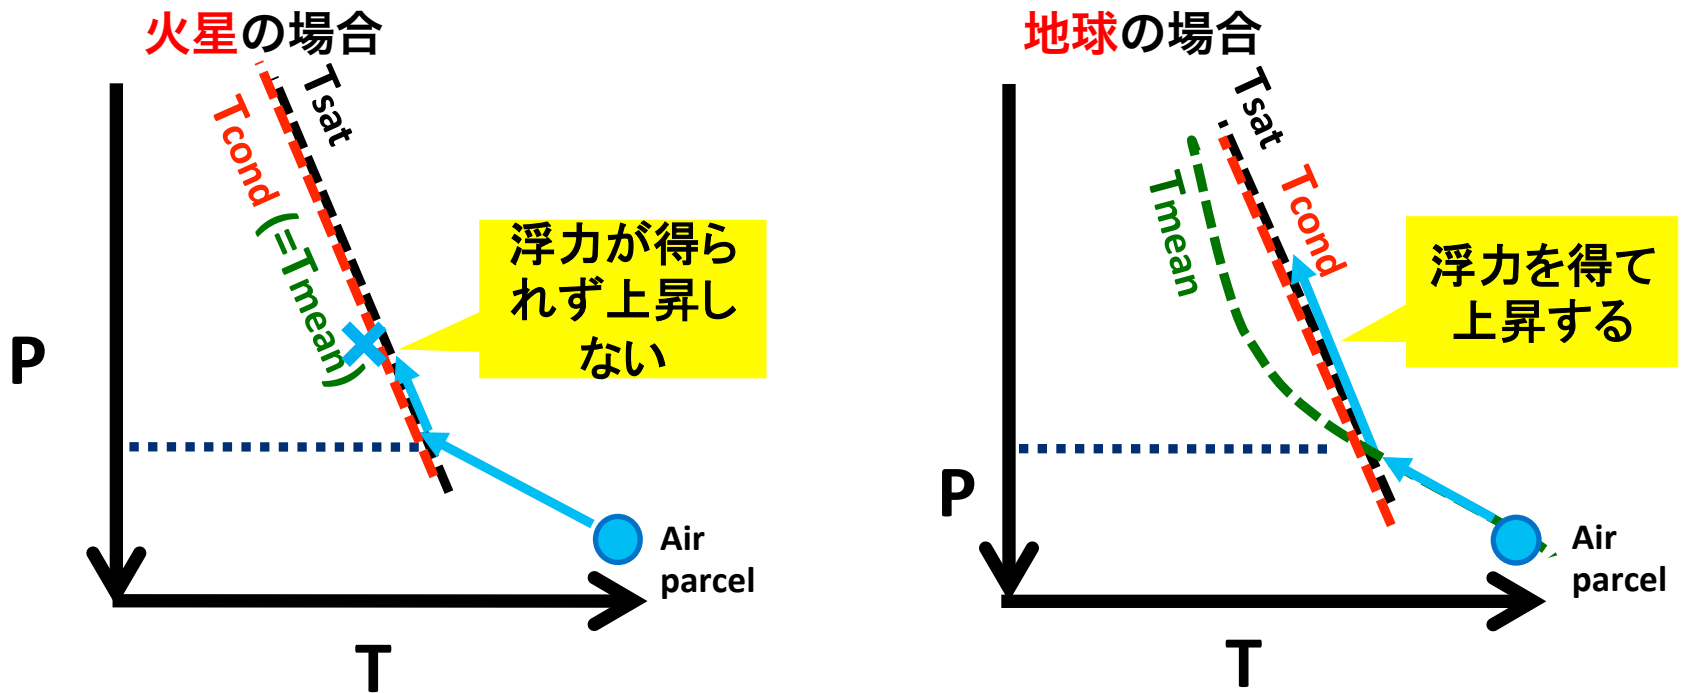 火星の場合
Tsat
Tcond (=Tmean)
浮力が得ら
れず上昇し
ない
P
Air
parcel
T
地球の場合
Tsat
Tcond
Tmean
浮力を得て
上昇する
P
Air
parcel
T